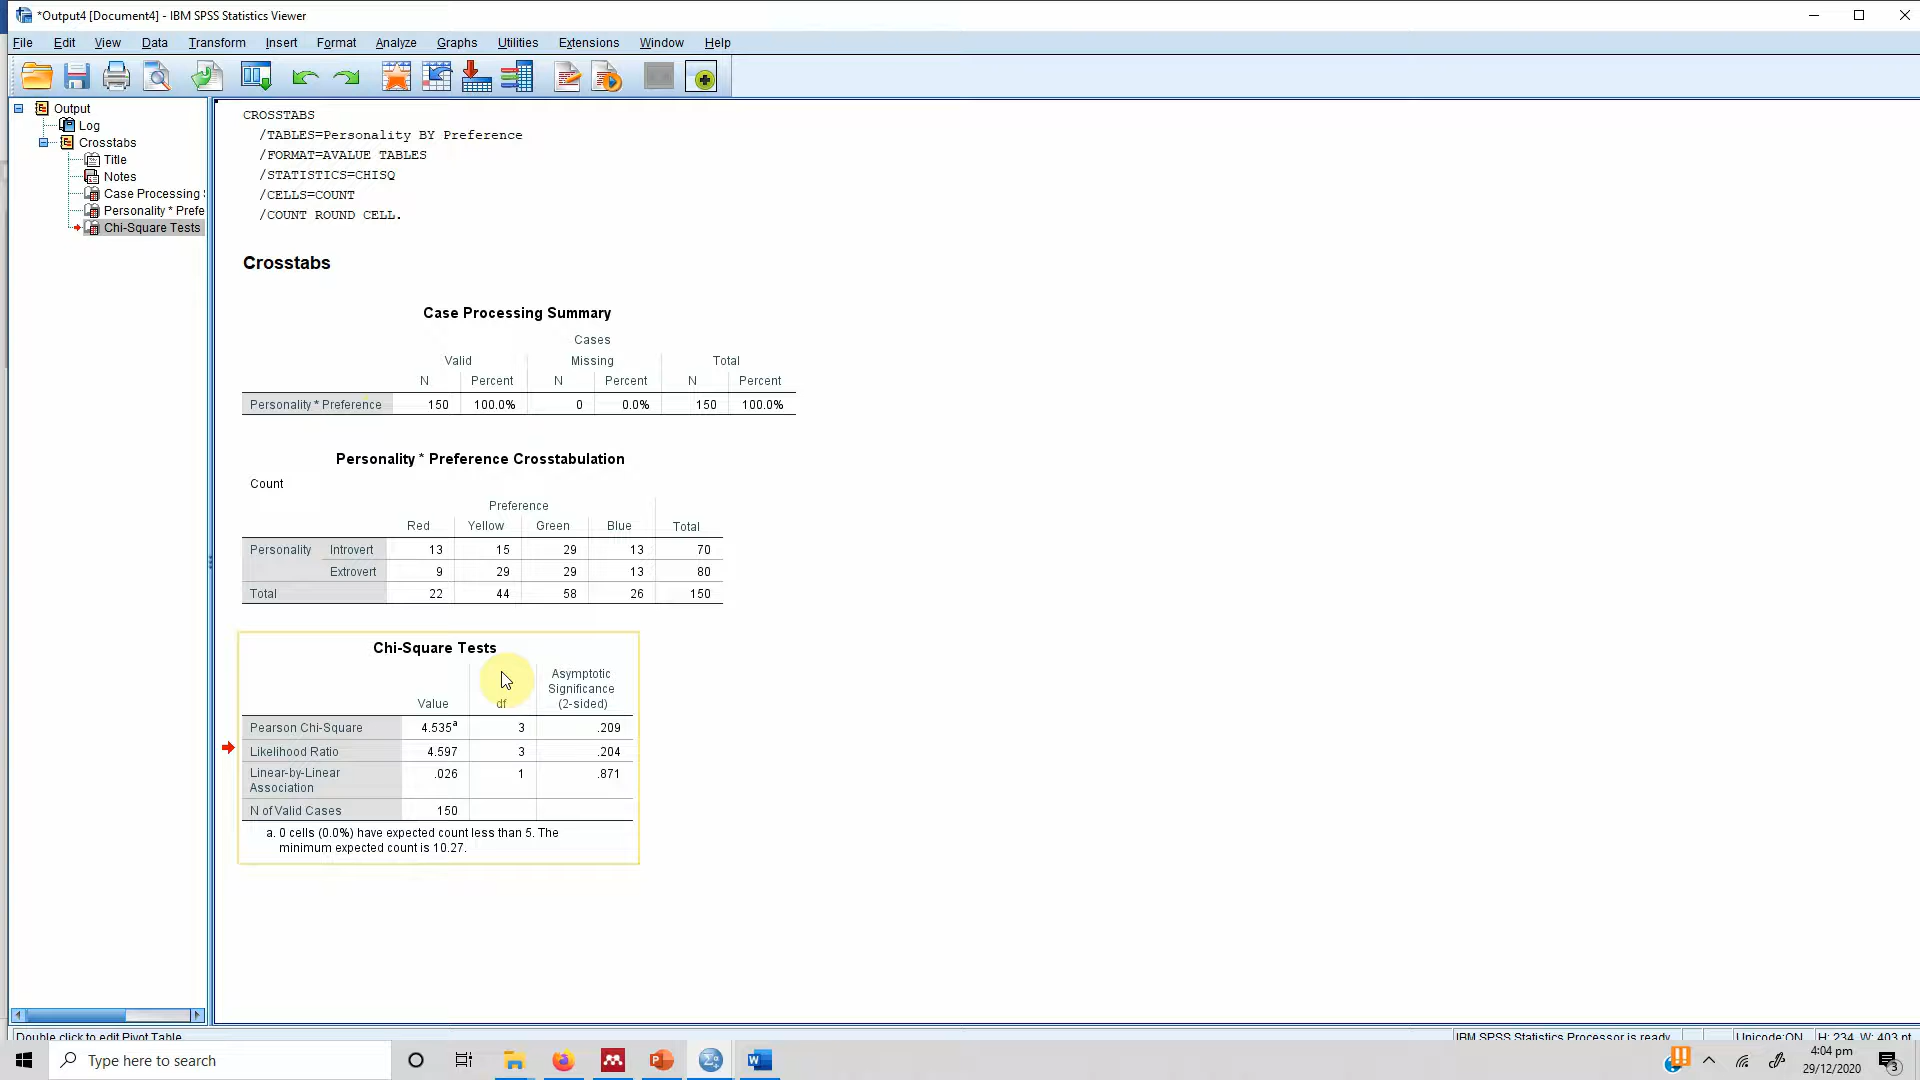 *Output4 [Document4] - IBM SPSS Statistics Viewer
File Edit View Data Transform Insert Format Analyze Graphs Utilities Extensions Window Help
Output
Log
Crosstabs
Title
Notes
Case Processing
Personality * Prefe
Chi-Square Tests
CROSSTABS
/TABLES=Personality BY Preference
/FORMAT=AVALUE TABLES
/STATISTICS=CHISQ
/CELLS=COUNT
/COUNT ROUND CELL.
Crosstabs
Case Processing Summary
Cases
Valid Missing Total
N Percent N Percent N Percent
Personality * Preference 150 100.0% 0 0.0% 150 100.0%
Personality * Preference Crosstabulation
Count
Preference
Red Yellow Green Blue Total
Personality Introvert 13 15 29 13 70
Extrovert 9 29 29 13 80
Total 22 44 58 26 150
Chi-Square Tests
Asymptotic
Significance
Value df (2-sided)
Pearson Chi-Square 4.535a 3 .209
Likelihood Ratio 4.597 3 .204
Linear-by-Linear
Association .026 1 .871
N of Valid Cases 150
a. 0 cells (0.0%) have expected count less than 5. The
minimum expected count is 10.27.
Double click to edit Pivot Table
IBM SPSS Statistics Processor is ready Unicode:ON H: 234, W: 403 pt
Type here to search
4:04 pm
29/12/2020
3